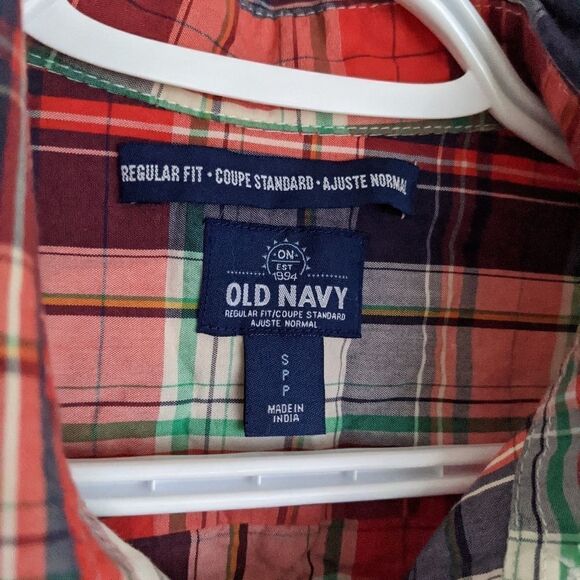 REGULAR FIT • COUPE STANDARD • AJUSTE NORMAL
ON
EST
1994
OLD NAVY
REGULAR FIT/COUPE STANDARD
AJUSTE NORMAL
S
P
P
MADE IN
INDIA